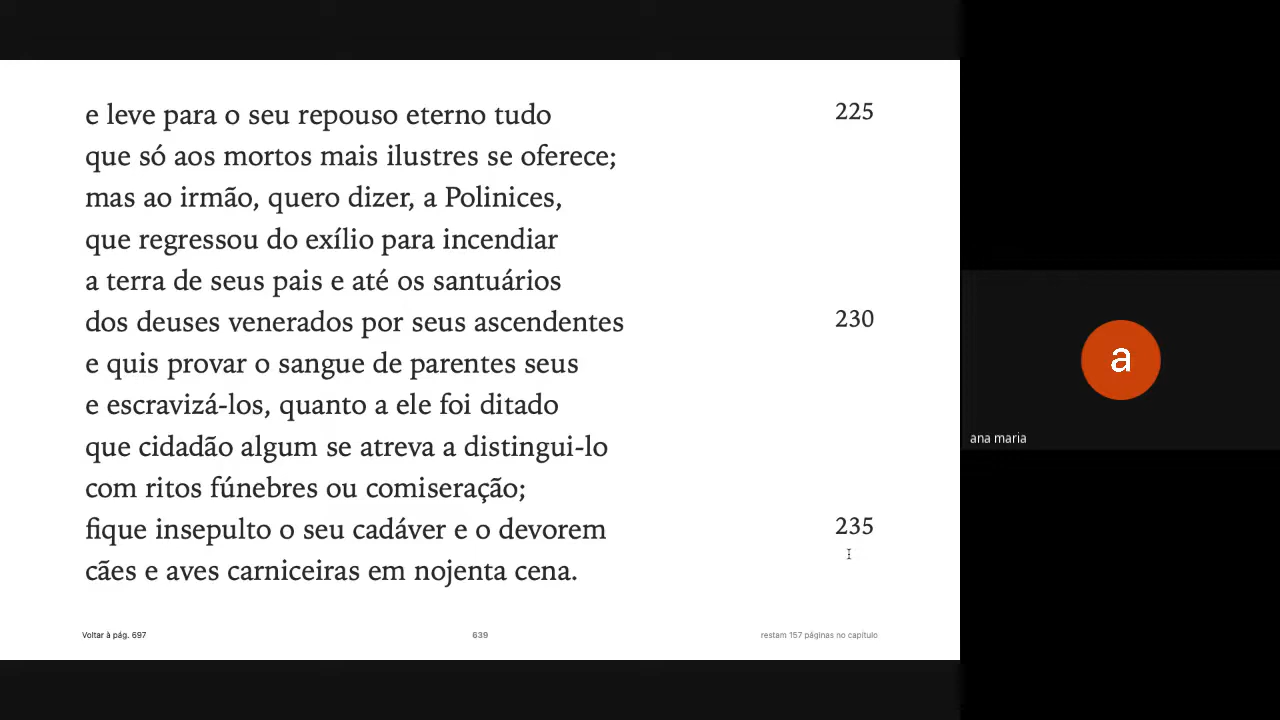 e leve para o seu repouso eterno tudo 225
que só aos mortos mais ilustres se oferece;
mas ao irmão, quero dizer, a Polinices,
que regressou do exílio para incendiar
a terra de seus pais e até os santuários
dos deuses venerados por seus ascendentes 230
e quis provar o sangue de parentes seus
e escravizá-los, quanto a ele foi ditado
que cidadão algum se atreva a distingui-lo
com ritos fúnebres ou comiseração;
fique insepulto o seu cadáver e o devorem 235
cães e aves carniceiras em nojenta cena.
Voltar à pág. 697 639 restam 157 páginas no capítulo
a
ana maria